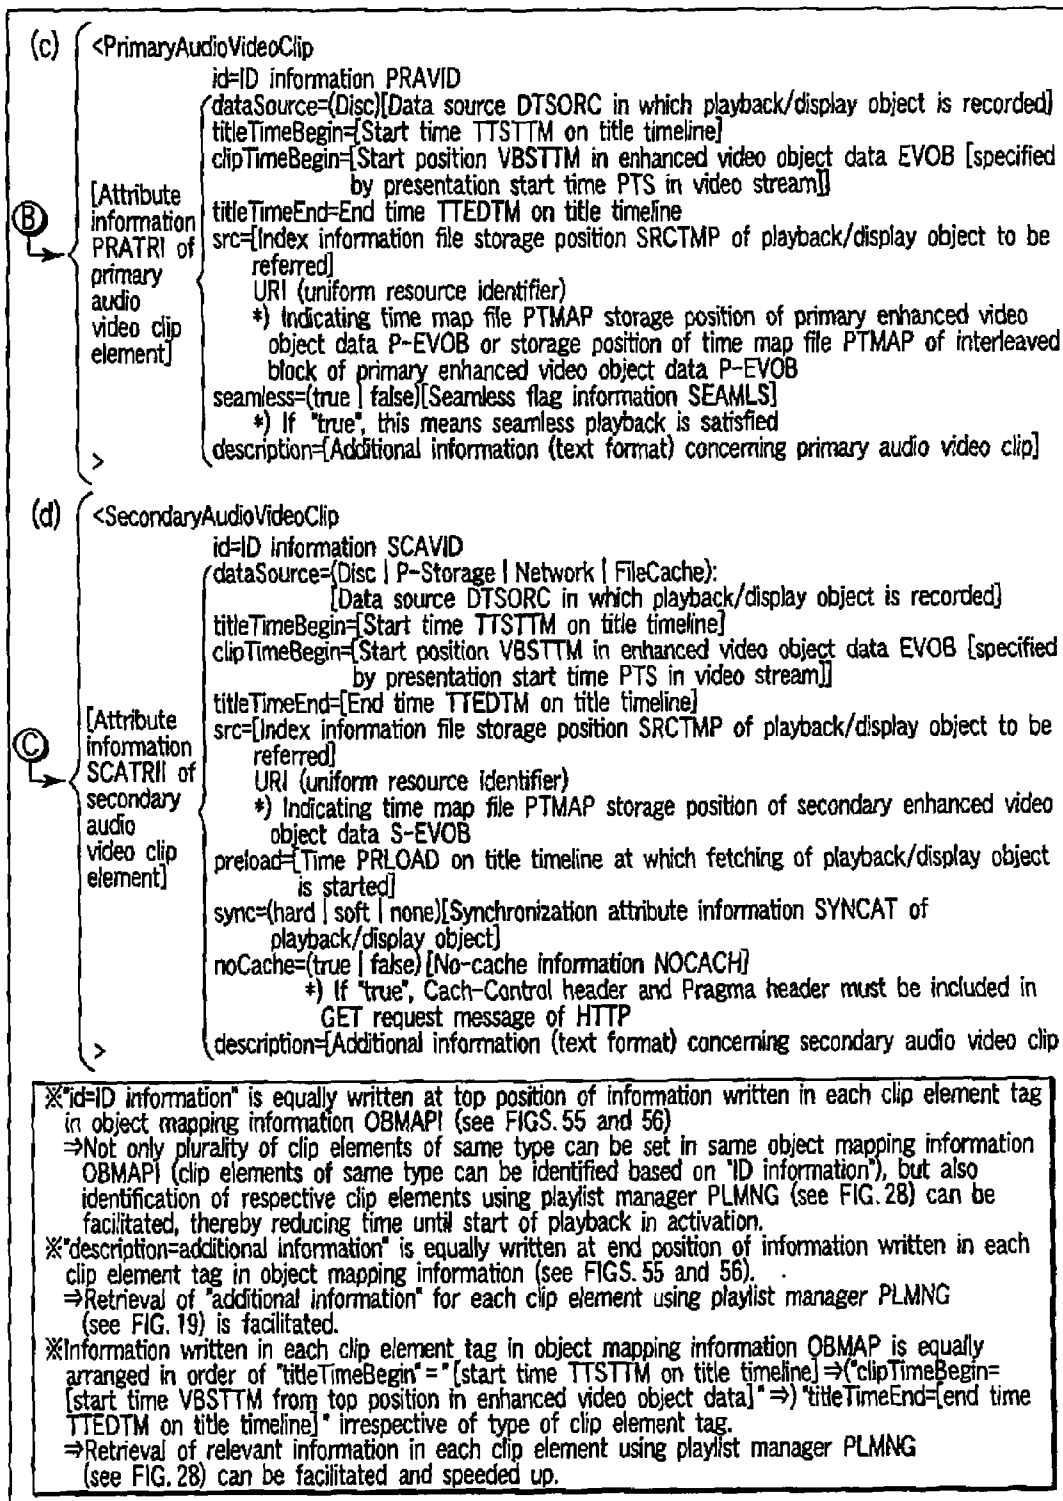 (c) <PrimaryAudioVideoClip
id=ID information PRAVID
dataSource=(Disc)[Data source DTSORC in which playback/display object is recorded]
titleTimeBegin=[Start time TTSTTM on title timeline]
clipTimeBegin=[Start position VBSTTM in enhanced video object data EVOB [specified
by presentation start time PTS in video stream]]
titleTimeEnd=End time TTEDTM on title timeline
src=[Index information file storage position SRCTMP of playback/display object to be
referred]
URI (uniform resource identifier)
*) Indicating time map file PTMAP storage position of primary enhanced video
object data P-EVOB or storage position of time map file PTMAP of interleaved
block of primary enhanced video object data P-EVOB
seamless=(true | false)[Seamless flag information SEAMLS]
*) If "true", this means seamless playback is satisfied
description=[Additional information (text format) concerning primary audio video clip]
>
B
[Attribute
information
PRATRI of
primary
audio
video clip
element]
(d) <SecondaryAudioVideoClip
id=ID information SCAVID
dataSource=(Disc | P-Storage | Network | FileCache):
[Data source DTSORC in which playback/display object is recorded]
titleTimeBegin=[Start time TTSTTM on title timeline]
clipTimeBegin=[Start position VBSTTM in enhanced video object data EVOB [specified
by presentation start time PTS in video stream]]
titleTimeEnd=[End time TTEDTM on title timeline]
src=[Index information file storage position SRCTMP of playback/display object to be
referred]
URI (uniform resource identifier)
*) Indicating time map file PTMAP storage position of secondary enhanced video
object data S-EVOB
preload=[Time PRLOAD on title timeline at which fetching of playback/display object
is started]
sync=(hard | soft | none)[Synchronization attribute information SYNCAT of
playback/display object]
noCache=(true | false) [No-cache information NOCACH]
*) If "true", Cach-Control header and Pragma header must be included in
GET request message of HTTP
description=[Additional information (text format) concerning secondary audio video clip
>
C
[Attribute
information
SCATRII of
secondary
audio
video clip
element]
※"id=ID information" is equally written at top position of information written in each clip element tag
in object mapping information OBMAPI (see FIGS. 55 and 56)
⇒Not only plurality of clip elements of same type can be set in same object mapping information
OBMAPI (clip elements of same type can be identified based on "ID information"), but also
identification of respective clip elements using playlist manager PLMNG (see FIG. 28) can be
facilitated, thereby reducing time until start of playback in activation.
※"description=additional information" is equally written at end position of information written in each
clip element tag in object mapping information (see FIGS. 55 and 56).
⇒Retrieval of "additional information" for each clip element using playlist manager PLMNG
(see FIG. 19) is facilitated.
※Information written in each clip element tag in object mapping information OBMAP is equally
arranged in order of "titleTimeBegin" = "[start time TTSTTM on title timeline] ⇒("clipTimeBegin=
[start time VBSTTM from top position in enhanced video object data]" ⇒) "titleTimeEnd=[end time
TTEDTM on title timeline]" irrespective of type of clip element tag.
⇒Retrieval of relevant information in each clip element using playlist manager PLMNG
(see FIG. 28) can be facilitated and speeded up.